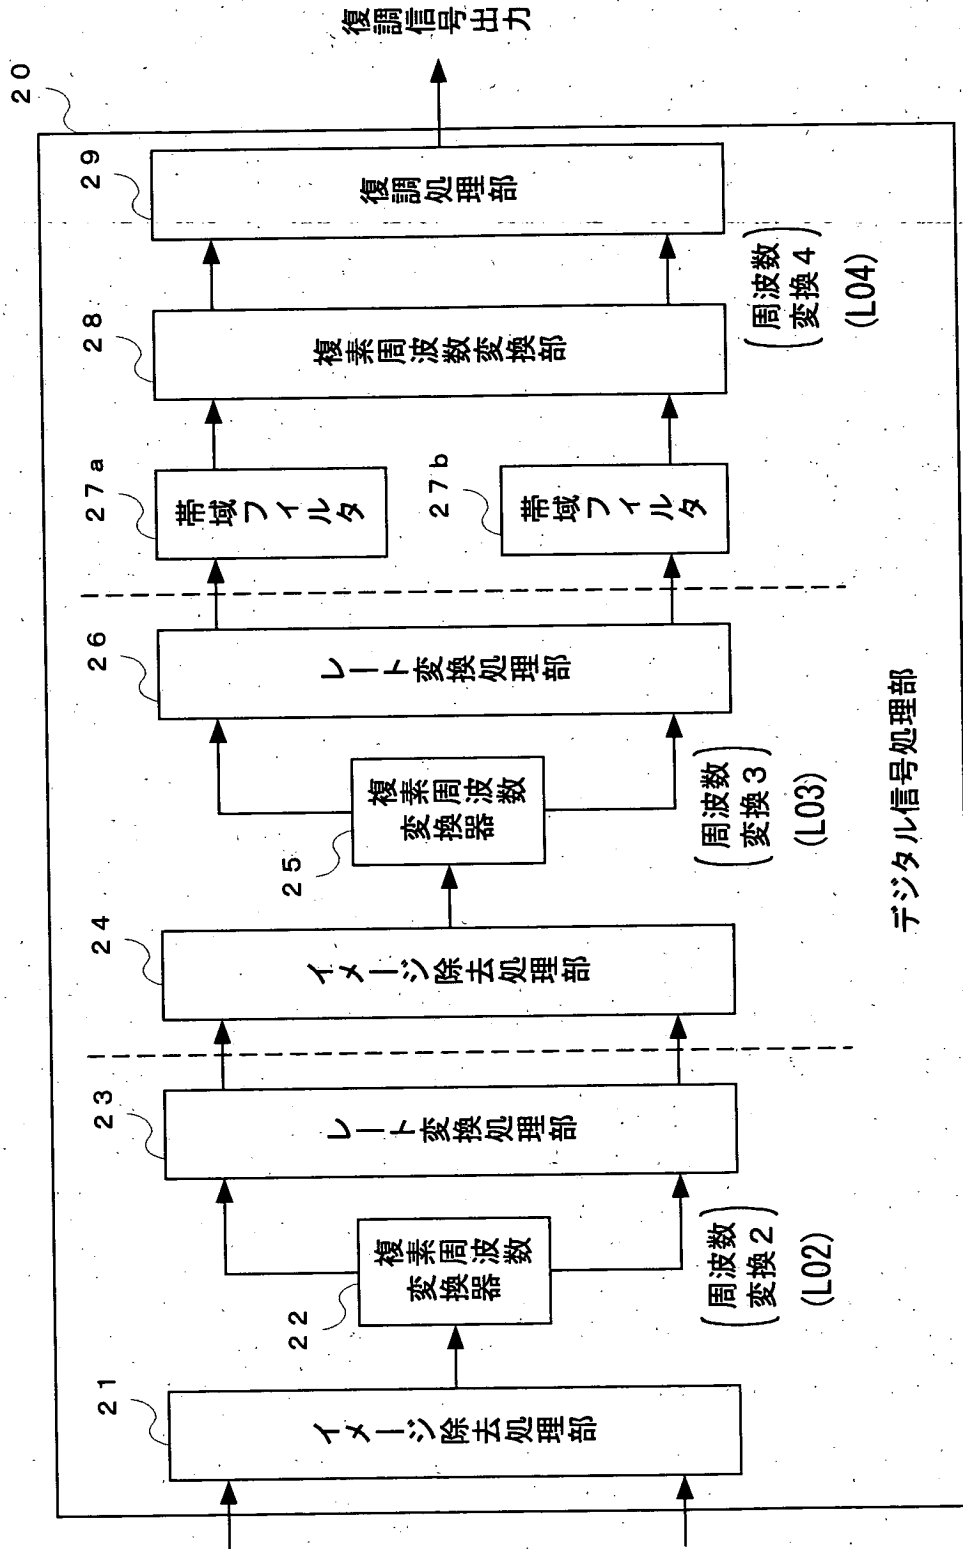 20
21
イメージ除去処理部
22
複素周波数
変換器
周波数
変換2
(L02)
23
レート変換処理部
24
イメージ除去処理部
25
複素周波数
変換器
周波数
変換3
(L03)
26
レート変換処理部
27a
帯域フィルタ
27b
帯域フィルタ
28
複素周波数変換部
周波数
変換4
(L04)
29
復調処理部
復調信号出力
デジタル信号処理部